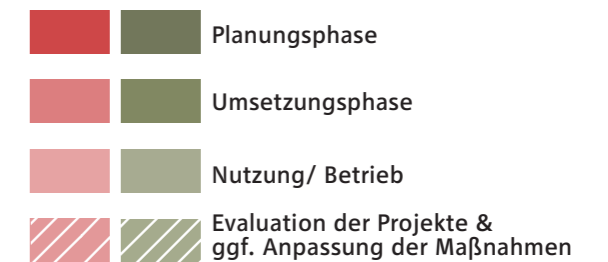 Planungsphase
Umsetzungsphase
Nutzung/ Betrieb
Evaluation der Projekte &
ggf. Anpassung der Maßnahmen